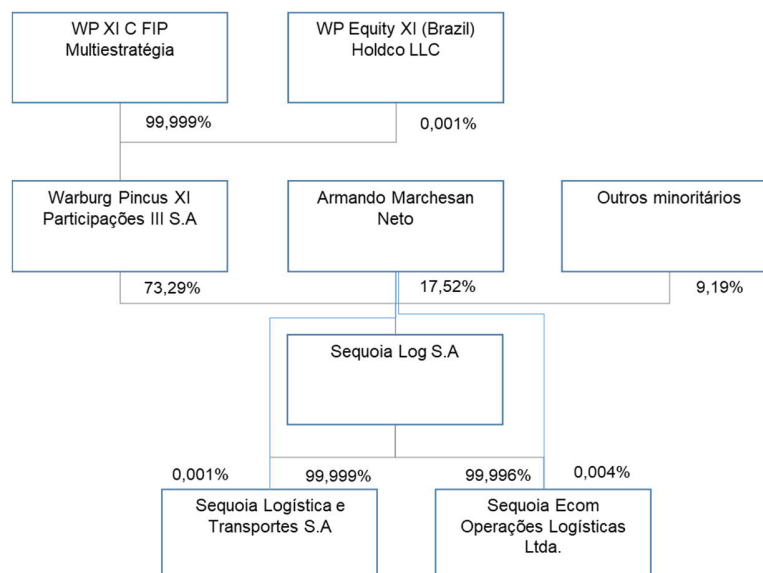 WP XI C FIP
Multiestratégia
WP Equity XI (Brazil)
Holdco LLC
99,999%
0,001%
Warburg Pincus XI
Participações III S.A
Armando Marchesan
Neto
Outros minoritários
73,29%
17,52%
9,19%
Sequoia Log S.A
0,001%
99,999%
99,996%
0,004%
Sequoia Logística e
Transportes S.A
Sequoia Ecom
Operações Logísticas
Ltda.